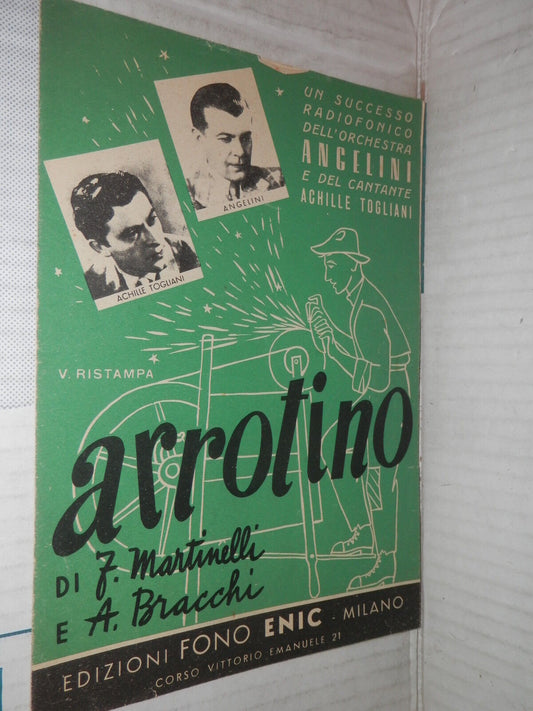 UN SUCCESSO
RADIOFONICO
DELL'ORCHESTRA
ANGELINI
E DEL CANTANTE
ACHILLE TOGLIANI
ANGELINI
ACHILLE TOGLIANI
V. RISTAMPA
arrotino
DI J. Martinelli
E A. Bracchi
EDIZIONI FONO ENIC - MILANO
CORSO VITTORIO EMANUELE 21